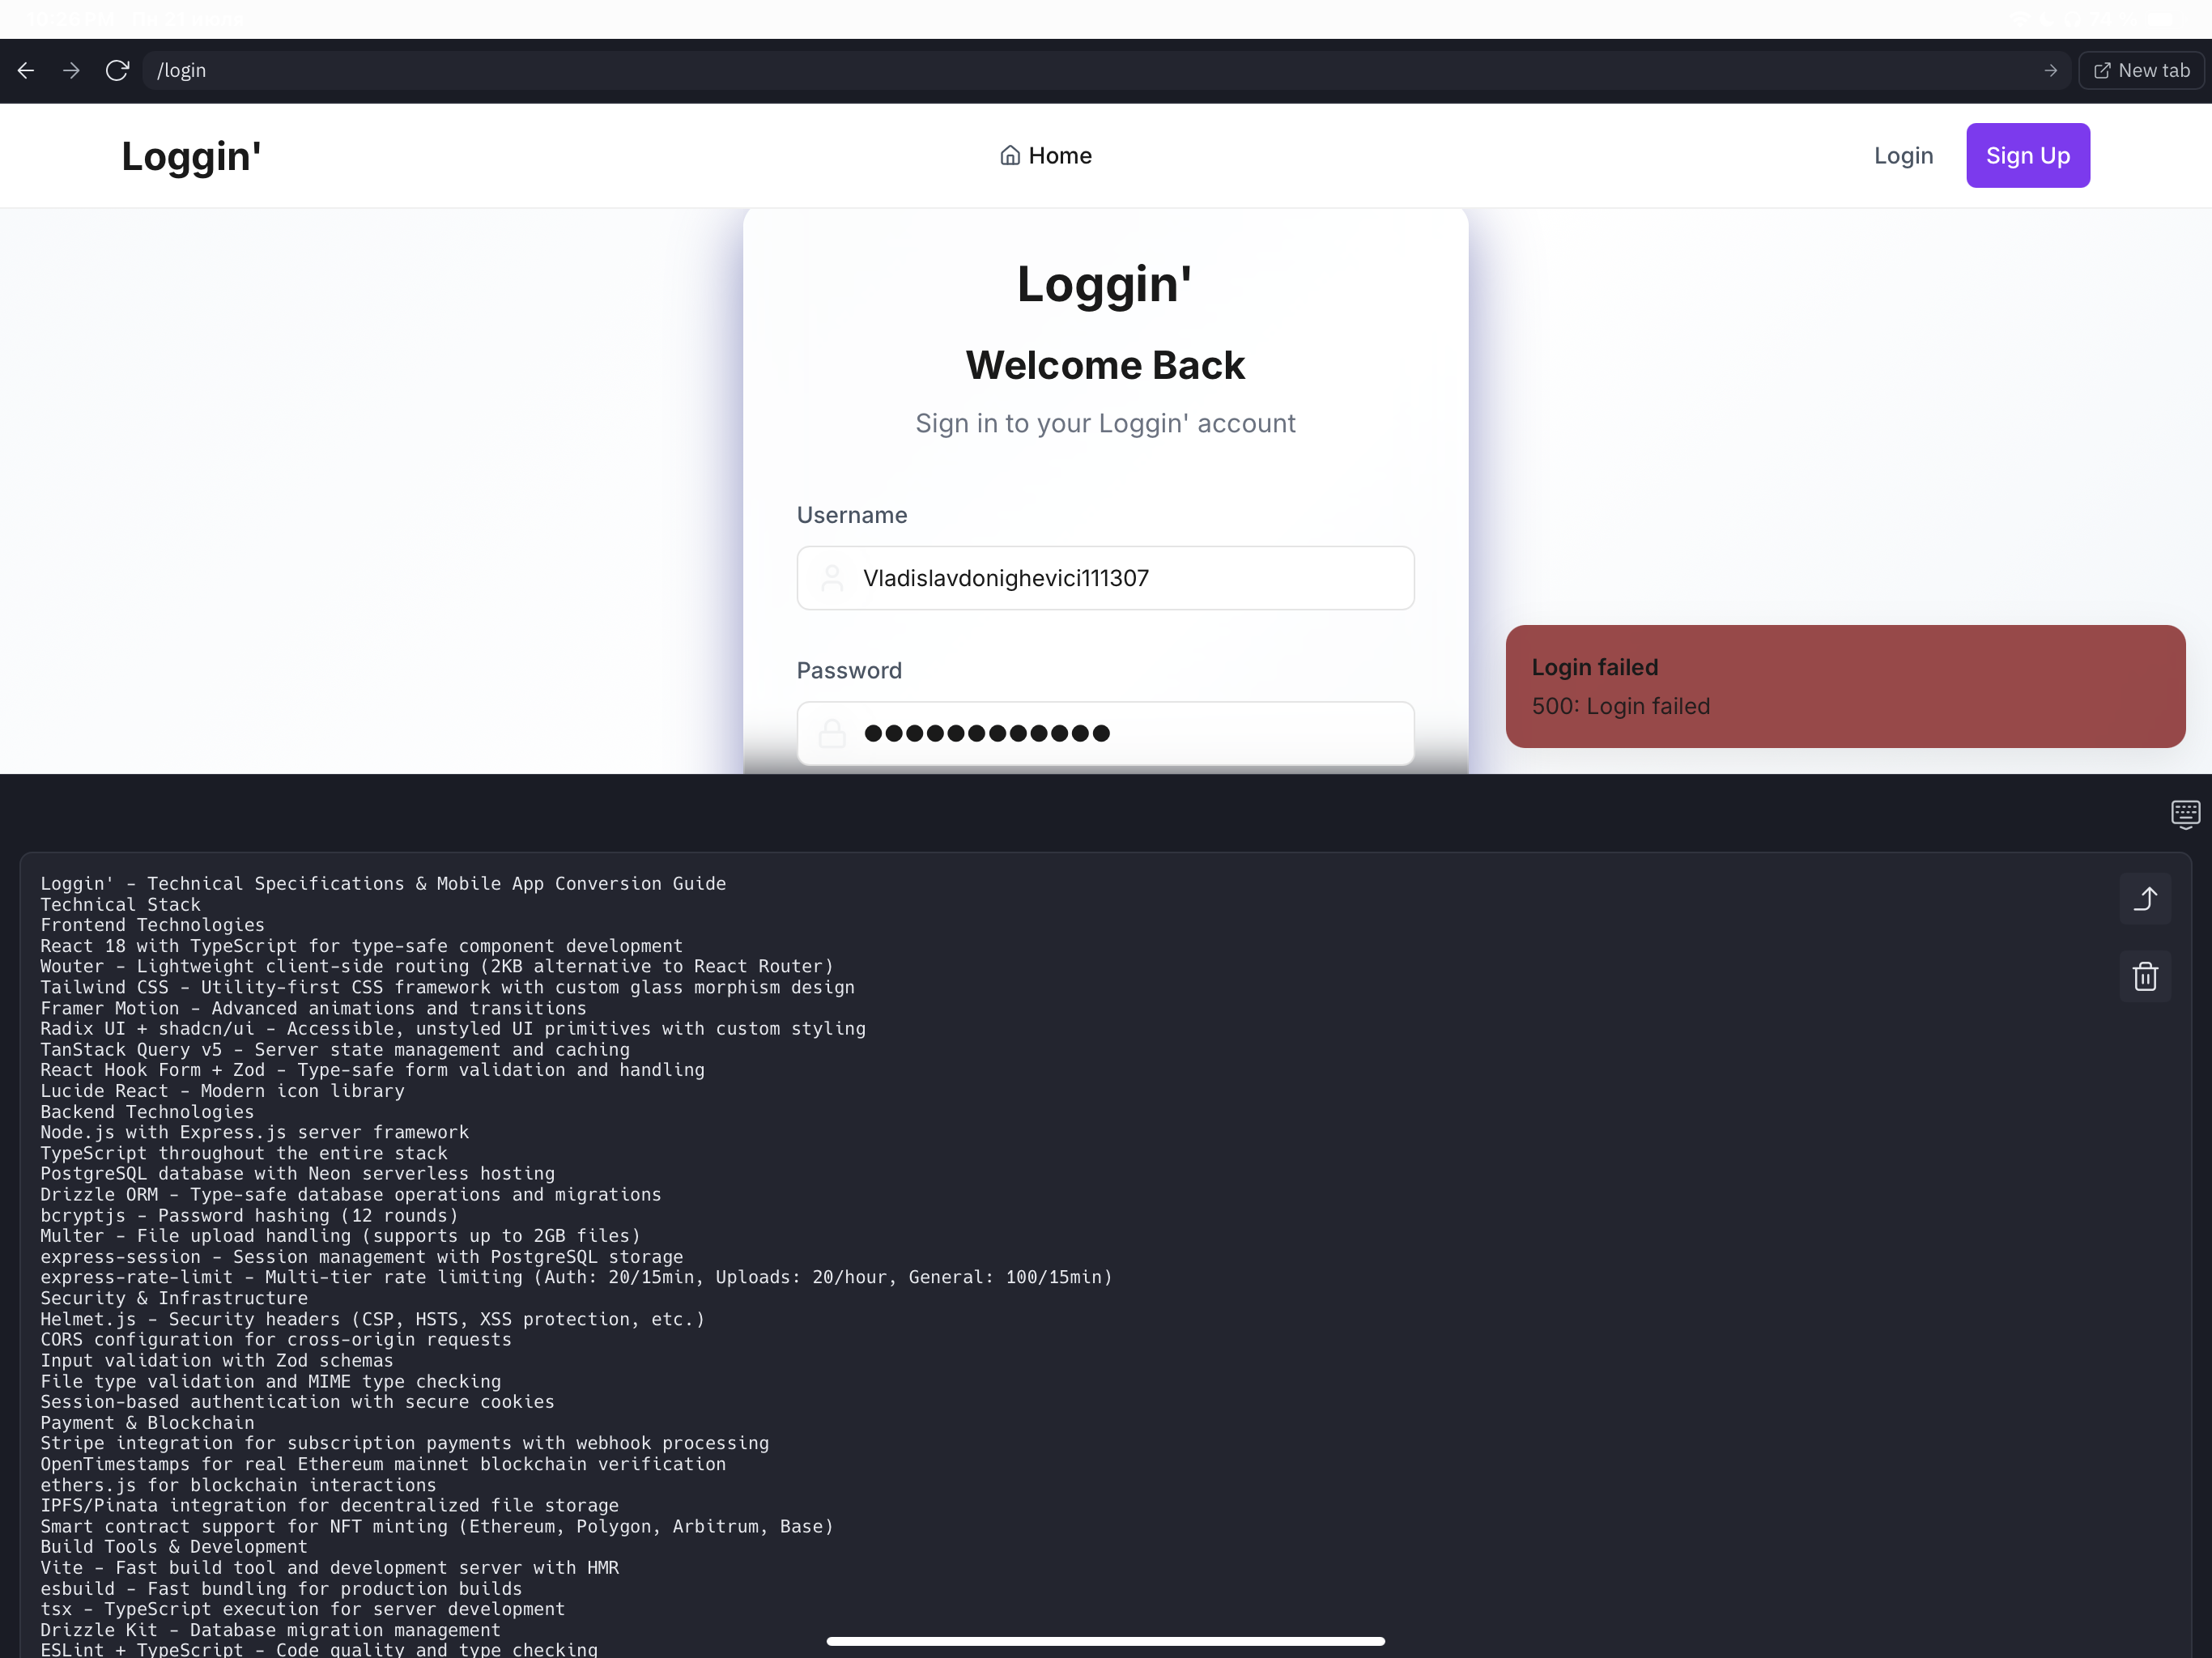 /login
New tab
Loggin'
Home
Login
Sign Up
Loggin'
Welcome Back
Sign in to your Loggin' account
Username
Vladislavdonighevici111307
Password
Login failed
500: Login failed
Loggin' - Technical Specifications & Mobile App Conversion Guide
Technical Stack
Frontend Technologies
React 18 with TypeScript for type-safe component development
Wouter - Lightweight client-side routing (2KB alternative to React Router)
Tailwind CSS - Utility-first CSS framework with custom glass morphism design
Framer Motion - Advanced animations and transitions
Radix UI + shadcn/ui - Accessible, unstyled UI primitives with custom styling
TanStack Query v5 - Server state management and caching
React Hook Form + Zod - Type-safe form validation and handling
Lucide React - Modern icon library
Backend Technologies
Node.js with Express.js server framework
TypeScript throughout the entire stack
PostgreSQL database with Neon serverless hosting
Drizzle ORM - Type-safe database operations and migrations
bcryptjs - Password hashing (12 rounds)
Multer - File upload handling (supports up to 2GB files)
express-session - Session management with PostgreSQL storage
express-rate-limit - Multi-tier rate limiting (Auth: 20/15min, Uploads: 20/hour, General: 100/15min)
Security & Infrastructure
Helmet.js - Security headers (CSP, HSTS, XSS protection, etc.)
CORS configuration for cross-origin requests
Input validation with Zod schemas
File type validation and MIME type checking
Session-based authentication with secure cookies
Payment & Blockchain
Stripe integration for subscription payments with webhook processing
OpenTimestamps for real Ethereum mainnet blockchain verification
ethers.js for blockchain interactions
IPFS/Pinata integration for decentralized file storage
Smart contract support for NFT minting (Ethereum, Polygon, Arbitrum, Base)
Build Tools & Development
Vite - Fast build tool and development server with HMR
esbuild - Fast bundling for production builds
tsx - TypeScript execution for server development
Drizzle Kit - Database migration management
ESLint + TypeScript - Code quality and type checking